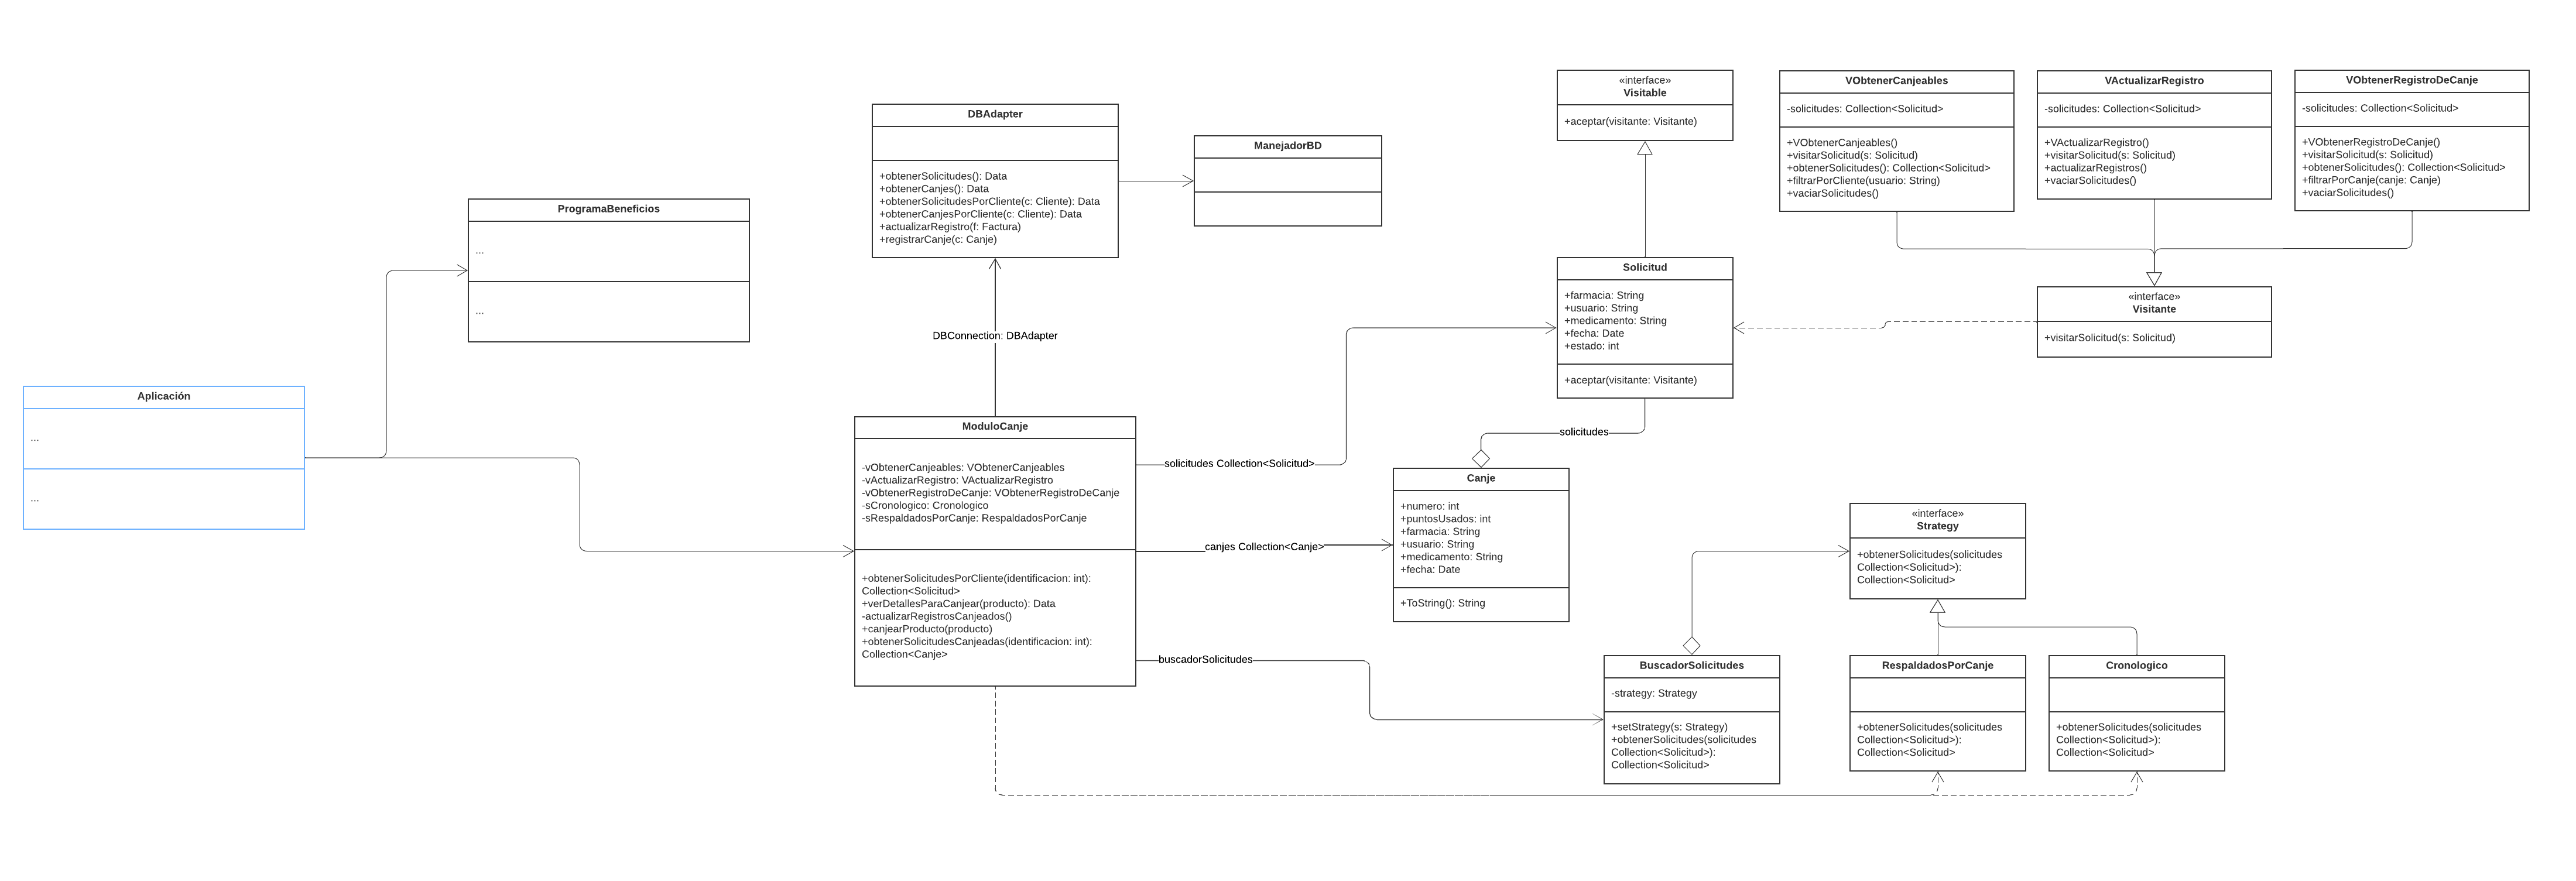 Aplicación
...
...
ProgramaBeneficios
...
...
DBAdapter
+obtenerSolicitudes(): Data
+obtenerCanjes(): Data
+obtenerSolicitudesPorCliente(c: Cliente): Data
+obtenerCanjesPorCliente(c: Cliente): Data
+actualizarRegistro(f: Factura)
+registrarCanje(c: Canje)
ManejadorBD
DBConnection: DBAdapter
ModuloCanje
-vObtenerCanjeables: VObtenerCanjeables
-vActualizarRegistro: VActualizarRegistro
-vObtenerRegistroDeCanje: VObtenerRegistroDeCanje
-sCronologico: Cronologico
-sRespaldadosPorCanje: RespaldadosPorCanje
+obtenerSolicitudesPorCliente(identificacion: int):
Collection<Solicitud>
+verDetallesParaCanjear(producto): Data
-actualizarRegistrosCanjeados()
+canjearProducto(producto)
+obtenerSolicitudesCanjeadas(identificacion: int):
Collection<Canje>
solicitudes Collection<Solicitud>
canjes Collection<Canje>
buscadorSolicitudes
«interface»
Visitable
+aceptar(visitante: Visitante)
Solicitud
+farmacia: String
+usuario: String
+medicamento: String
+fecha: Date
+estado: int
+aceptar(visitante: Visitante)
solicitudes
Canje
+numero: int
+puntosUsados: int
+farmacia: String
+usuario: String
+medicamento: String
+fecha: Date
+ToString(): String
VObtenerCanjeables
-solicitudes: Collection<Solicitud>
+VObtenerCanjeables()
+visitarSolicitud(s: Solicitud)
+obtenerSolicitudes(): Collection<Solicitud>
+filtrarPorCliente(usuario: String)
+vaciarSolicitudes()
VActualizarRegistro
-solicitudes: Collection<Solicitud>
+VActualizarRegistro()
+visitarSolicitud(s: Solicitud)
+actualizarRegistros()
+vaciarSolicitudes()
VObtenerRegistroDeCanje
-solicitudes: Collection<Solicitud>
+VObtenerRegistroDeCanje()
+visitarSolicitud(s: Solicitud)
+obtenerSolicitudes(): Collection<Solicitud>
+filtrarPorCanje(canje: Canje)
+vaciarSolicitudes()
«interface»
Visitante
+visitarSolicitud(s: Solicitud)
«interface»
Strategy
+obtenerSolicitudes(solicitudes
Collection<Solicitud>):
Collection<Solicitud>
BuscadorSolicitudes
-strategy: Strategy
+setStrategy(s: Strategy)
+obtenerSolicitudes(solicitudes
Collection<Solicitud>):
Collection<Solicitud>
RespaldadosPorCanje
+obtenerSolicitudes(solicitudes
Collection<Solicitud>):
Collection<Solicitud>
Cronologico
+obtenerSolicitudes(solicitudes
Collection<Solicitud>):
Collection<Solicitud>